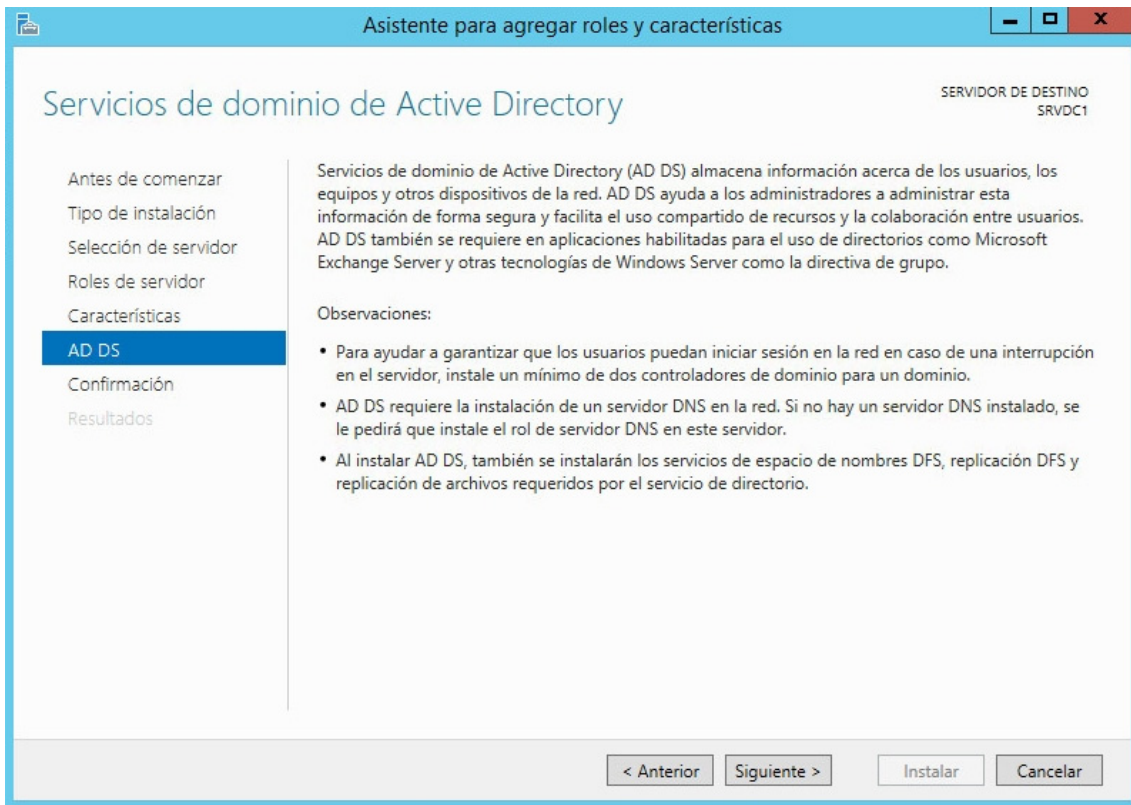 Asistente para agregar roles y características
Servicios de dominio de Active Directory
SERVIDOR DE DESTINO
SRVDC1
Antes de comenzar
Tipo de instalación
Selección de servidor
Roles de servidor
Características
AD DS
Confirmación
Resultados
Servicios de dominio de Active Directory (AD DS) almacena información acerca de los usuarios, los
equipos y otros dispositivos de la red. AD DS ayuda a los administradores a administrar esta
información de forma segura y facilita el uso compartido de recursos y la colaboración entre usuarios.
AD DS también se requiere en aplicaciones habilitadas para el uso de directorios como Microsoft
Exchange Server y otras tecnologías de Windows Server como la directiva de grupo.
Observaciones:
• Para ayudar a garantizar que los usuarios puedan iniciar sesión en la red en caso de una interrupción
en el servidor, instale un mínimo de dos controladores de dominio para un dominio.
• AD DS requiere la instalación de un servidor DNS en la red. Si no hay un servidor DNS instalado, se
le pedirá que instale el rol de servidor DNS en este servidor.
• Al instalar AD DS, también se instalarán los servicios de espacio de nombres DFS, replicación DFS y
replicación de archivos requeridos por el servicio de directorio.
< Anterior
Siguiente >
Instalar
Cancelar